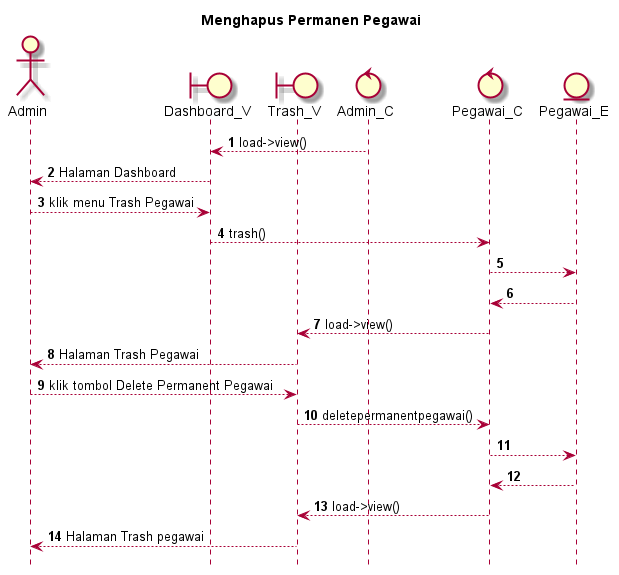 Menghapus Permanen Pegawai
Admin
Dashboard_V
Trash_V
Admin_C
Pegawai_C
Pegawai_E
1 load->view()
2 Halaman Dashboard
3 klik menu Trash Pegawai
4 trash()
5
6
7 load->view()
8 Halaman Trash Pegawai
9 klik tombol Delete Permanent Pegawai
10 deletepermanentpegawai()
11
12
13 load->view()
14 Halaman Trash pegawai